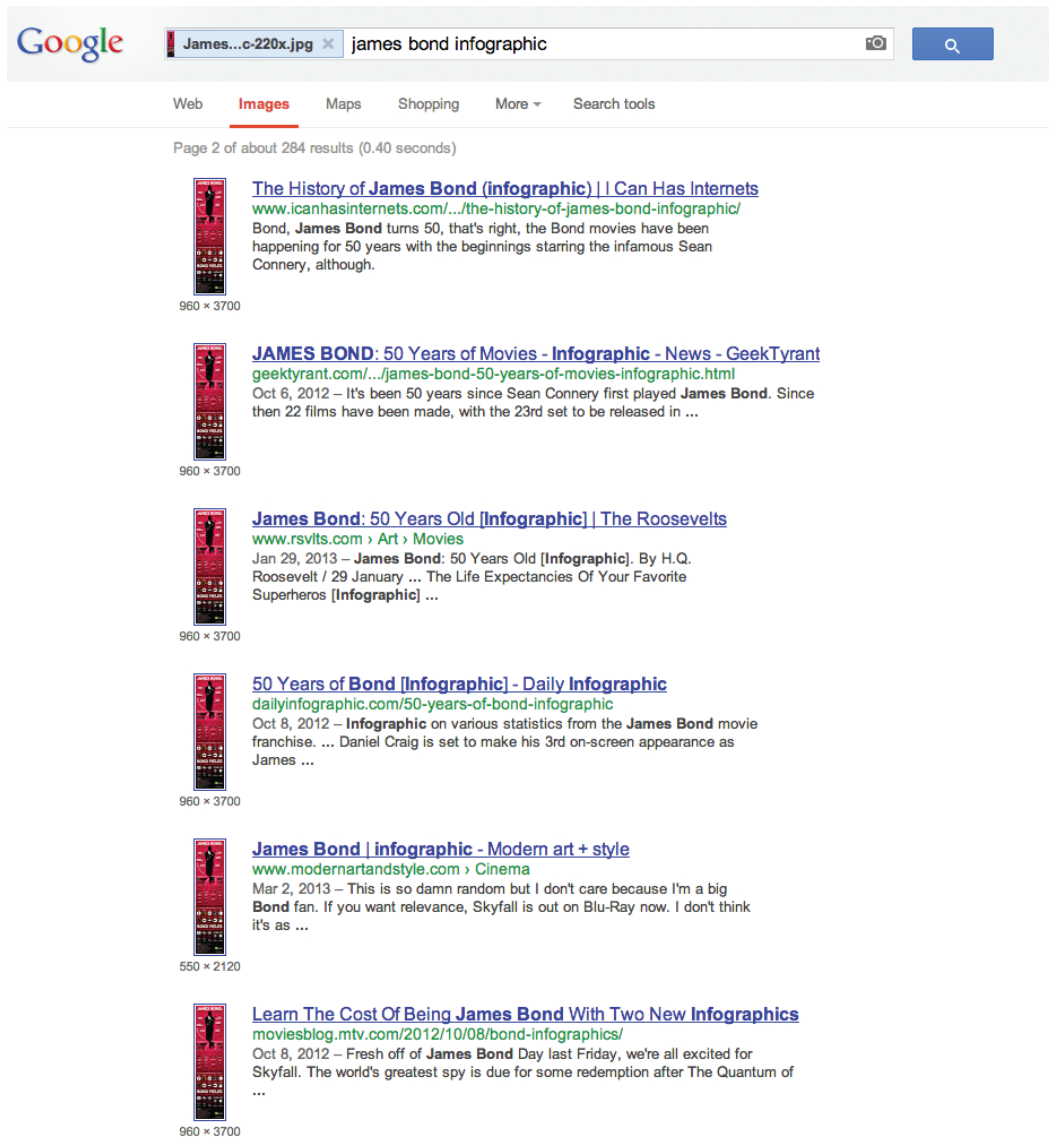 Google James...c-220x.jpg × james bond infographic
Web Images Maps Shopping More Search tools
Page 2 of about 284 results (0.40 seconds)
The History of James Bond (infographic) | I Can Has Internets
www.icanhasinternets.com/.../the-history-of-james-bond-infographic/
Bond, James Bond turns 50, that's right, the Bond movies have been
happening for 50 years with the beginnings starring the infamous Sean
Connery, although.
960 × 3700
JAMES BOND: 50 Years of Movies - Infographic - News - GeekTyrant
geektyrant.com/.../james-bond-50-years-of-movies-infographic.html
Oct 6, 2012 – It's been 50 years since Sean Connery first played James Bond. Since
then 22 films have been made, with the 23rd set to be released in ...
960 × 3700
James Bond: 50 Years Old [Infographic] | The Roosevelts
www.rsvlts.com › Art › Movies
Jan 29, 2013 – James Bond: 50 Years Old [Infographic]. By H.Q.
Roosevelt / 29 January ... The Life Expectancies Of Your Favorite
Superheros [Infographic] ...
960 × 3700
50 Years of Bond [Infographic] - Daily Infographic
dailyinfographic.com/50-years-of-bond-infographic
Oct 8, 2012 – Infographic on various statistics from the James Bond movie
franchise. ... Daniel Craig is set to make his 3rd on-screen appearance as
James ...
960 × 3700
James Bond | infographic - Modern art + style
www.modernartandstyle.com › Cinema
Mar 2, 2013 – This is so damn random but I don't care because I'm a big
Bond fan. If you want relevance, Skyfall is out on Blu-Ray now. I don't think
it's as ...
550 × 2120
Learn The Cost Of Being James Bond With Two New Infographics
moviesblog.mtv.com/2012/10/08/bond-infographics/
Oct 8, 2012 – Fresh off of James Bond Day last Friday, we're all excited for
Skyfall. The world's greatest spy is due for some redemption after The Quantum of
...
960 × 3700